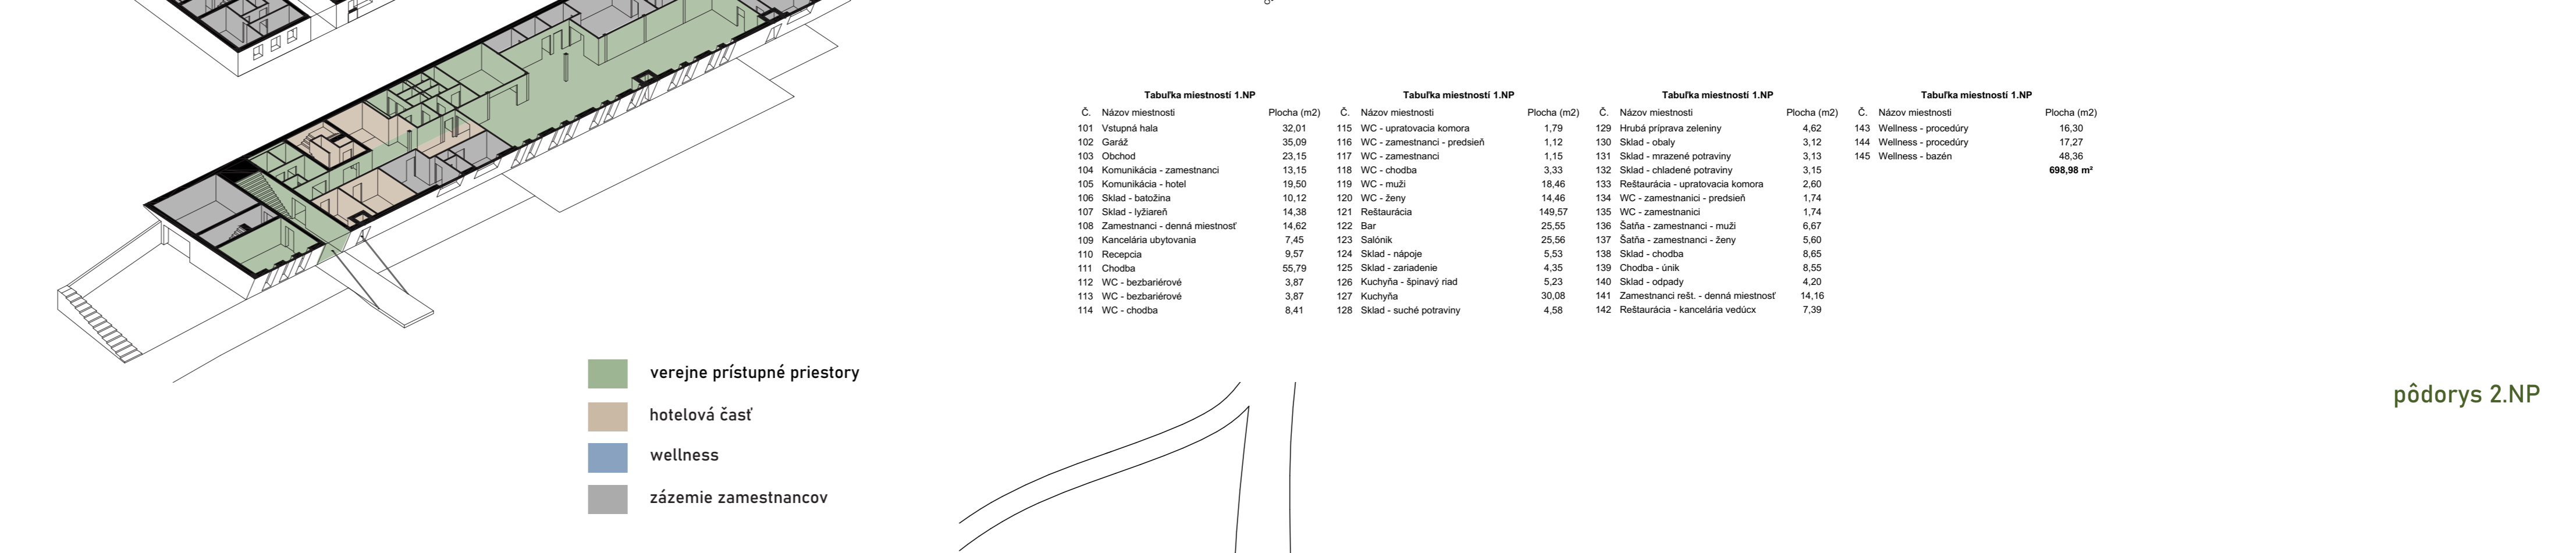 Tabuľka miestností 1.NP
Č. Názov miestnosti Plocha (m2)
101 Vstupná hala 32,01
102 Garáž 35,09
103 Obchod 23,15
104 Komunikácia - zamestnanci 13,15
105 Komunikácia - hotel 19,50
106 Sklad - batožina 10,12
107 Sklad - lyžiareň 14,38
108 Zamestnanci - denná miestnosť 14,62
109 Kancelária ubytovania 7,45
110 Recepcia 9,57
111 Chodba 55,79
112 WC - bezbariérové 3,87
113 WC - bezbariérové 3,87
114 WC - chodba 8,41
Tabuľka miestností 1.NP
Č. Názov miestnosti Plocha (m2)
115 WC - upratovacia komora 1,79
116 WC - zamestnanci - predsieň 1,12
117 WC - zamestnanci 1,15
118 WC - chodba 3,33
119 WC - muži 18,46
120 WC - ženy 14,46
121 Reštaurácia 149,57
122 Bar 25,55
123 Salónik 25,56
124 Sklad - nápoje 5,53
125 Sklad - zariadenie 4,35
126 Kuchyňa - špinavý riad 5,23
127 Kuchyňa 30,08
128 Sklad - suché potraviny 4,58
Tabuľka miestností 1.NP
Č. Názov miestnosti Plocha (m2)
129 Hrubá príprava zeleniny 4,62
130 Sklad - obaly 3,12
131 Sklad - mrazené potraviny 3,13
132 Sklad - chladené potraviny 3,15
133 Reštaurácia - upratovacia komora 2,60
134 WC - zamestnanici - predsieň 1,74
135 WC - zamestnanici 1,74
136 Šatňa - zamestnanci - muži 6,67
137 Šatňa - zamestnanci - ženy 5,60
138 Sklad - chodba 8,65
139 Chodba - únik 8,55
140 Sklad - odpady 4,20
141 Zamestnanci rešt. - denná miestnosť 14,16
142 Reštaurácia - kancelária vedúcx 7,39
Tabuľka miestností 1.NP
Č. Názov miestnosti Plocha (m2)
143 Wellness - procedúry 16,30
144 Wellness - procedúry 17,27
145 Wellness - bazén 48,36
698,98 m²
verejne prístupné priestory
hotelová časť
wellness
zázemie zamestnancov
pôdorys 2.NP